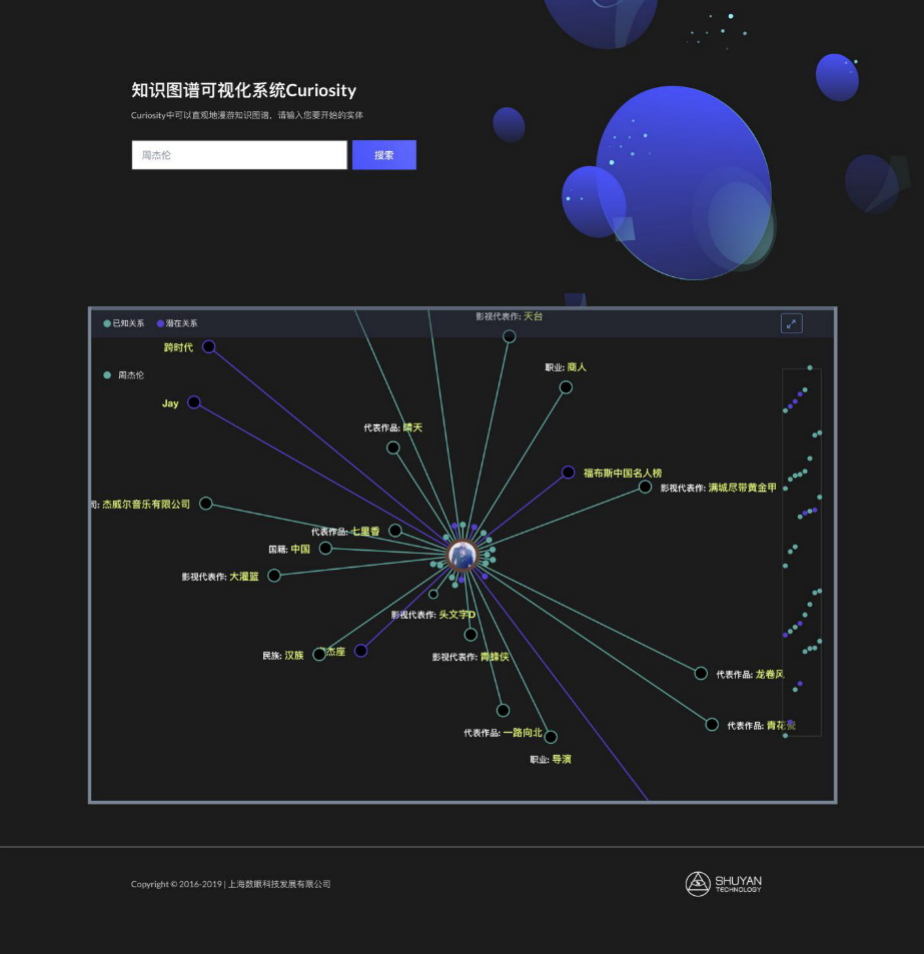 知识图谱可视化系统Curiosity
Curiosity中可以直观地漫游知识图谱，请输入您要开始的实体
周杰伦
搜索
已知关系
潜在关系
影视代表作: 天台
跨时代
职业: 商人
周杰伦
Jay
代表作品: 晴天
福布斯中国名人榜
影视代表作: 满城尽带黄金甲
杰威尔音乐有限公司
代表作品: 七里香
国籍: 中国
影视代表作: 大灌篮
影视代表作: 头文字D
民族: 汉族
杰座
影视代表作: 青蜂侠
代表作品: 龙卷风
代表作品: 青花
代表作品: 一路向北
职业: 导演
Copyright © 2016-2019 | 上海数眼科技发展有限公司
SHUYAN
TECHNOLOGY